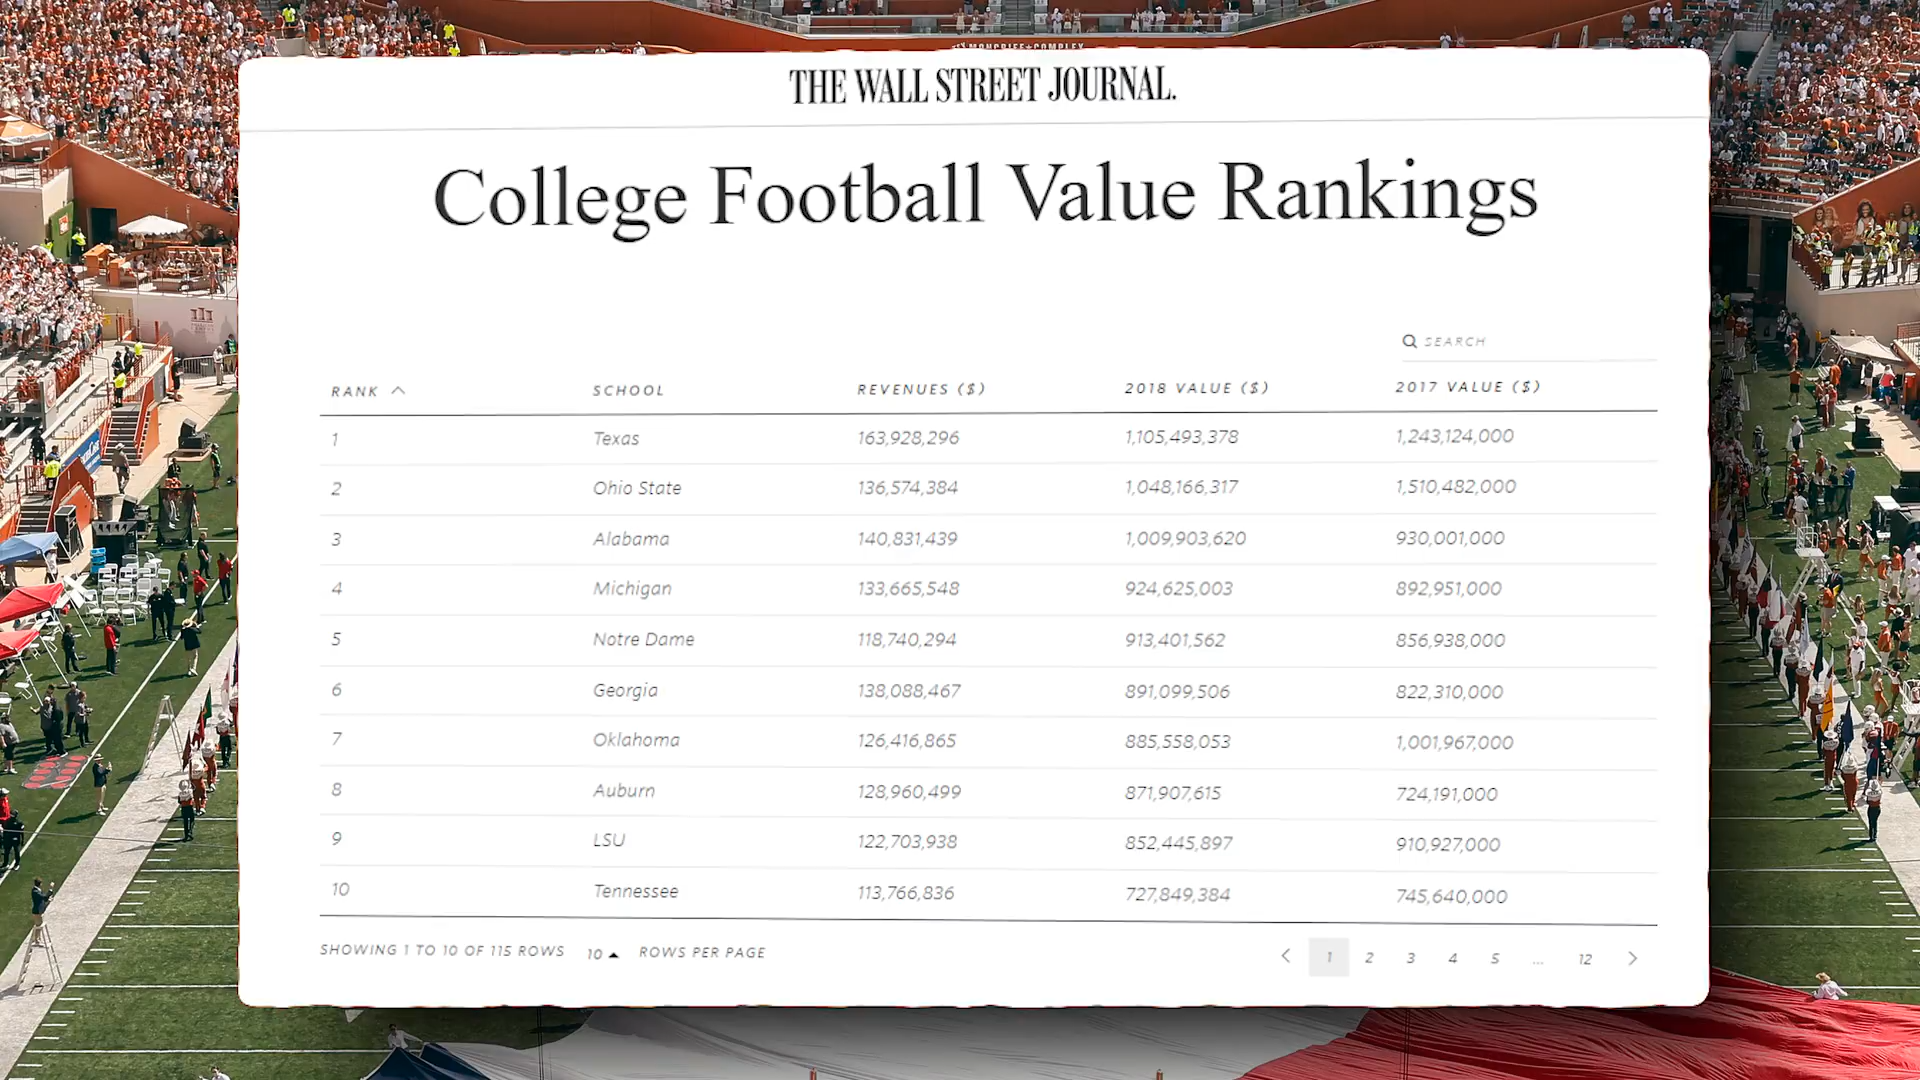 MONCRIEF★COMPLEX
THE WALL STREET JOURNAL.
College Football Value Rankings
SEARCH
RANK SCHOOL REVENUES ($) 2018 VALUE ($) 2017 VALUE ($)
1 Texas 163,928,296 1,105,493,378 1,243,124,000
2 Ohio State 136,574,384 1,048,166,317 1,510,482,000
3 Alabama 140,831,439 1,009,903,620 930,001,000
4 Michigan 133,665,548 924,625,003 892,951,000
5 Notre Dame 118,740,294 913,401,562 856,938,000
6 Georgia 138,088,467 891,099,506 822,310,000
7 Oklahoma 126,416,865 885,558,053 1,001,967,000
8 Auburn 128,960,499 871,907,615 724,191,000
9 LSU 122,703,938 852,445,897 910,927,000
10 Tennessee 113,766,836 727,849,384 745,640,000
SHOWING 1 TO 10 OF 115 ROWS 10 ROWS PER PAGE 1 2 3 4 5 ... 12